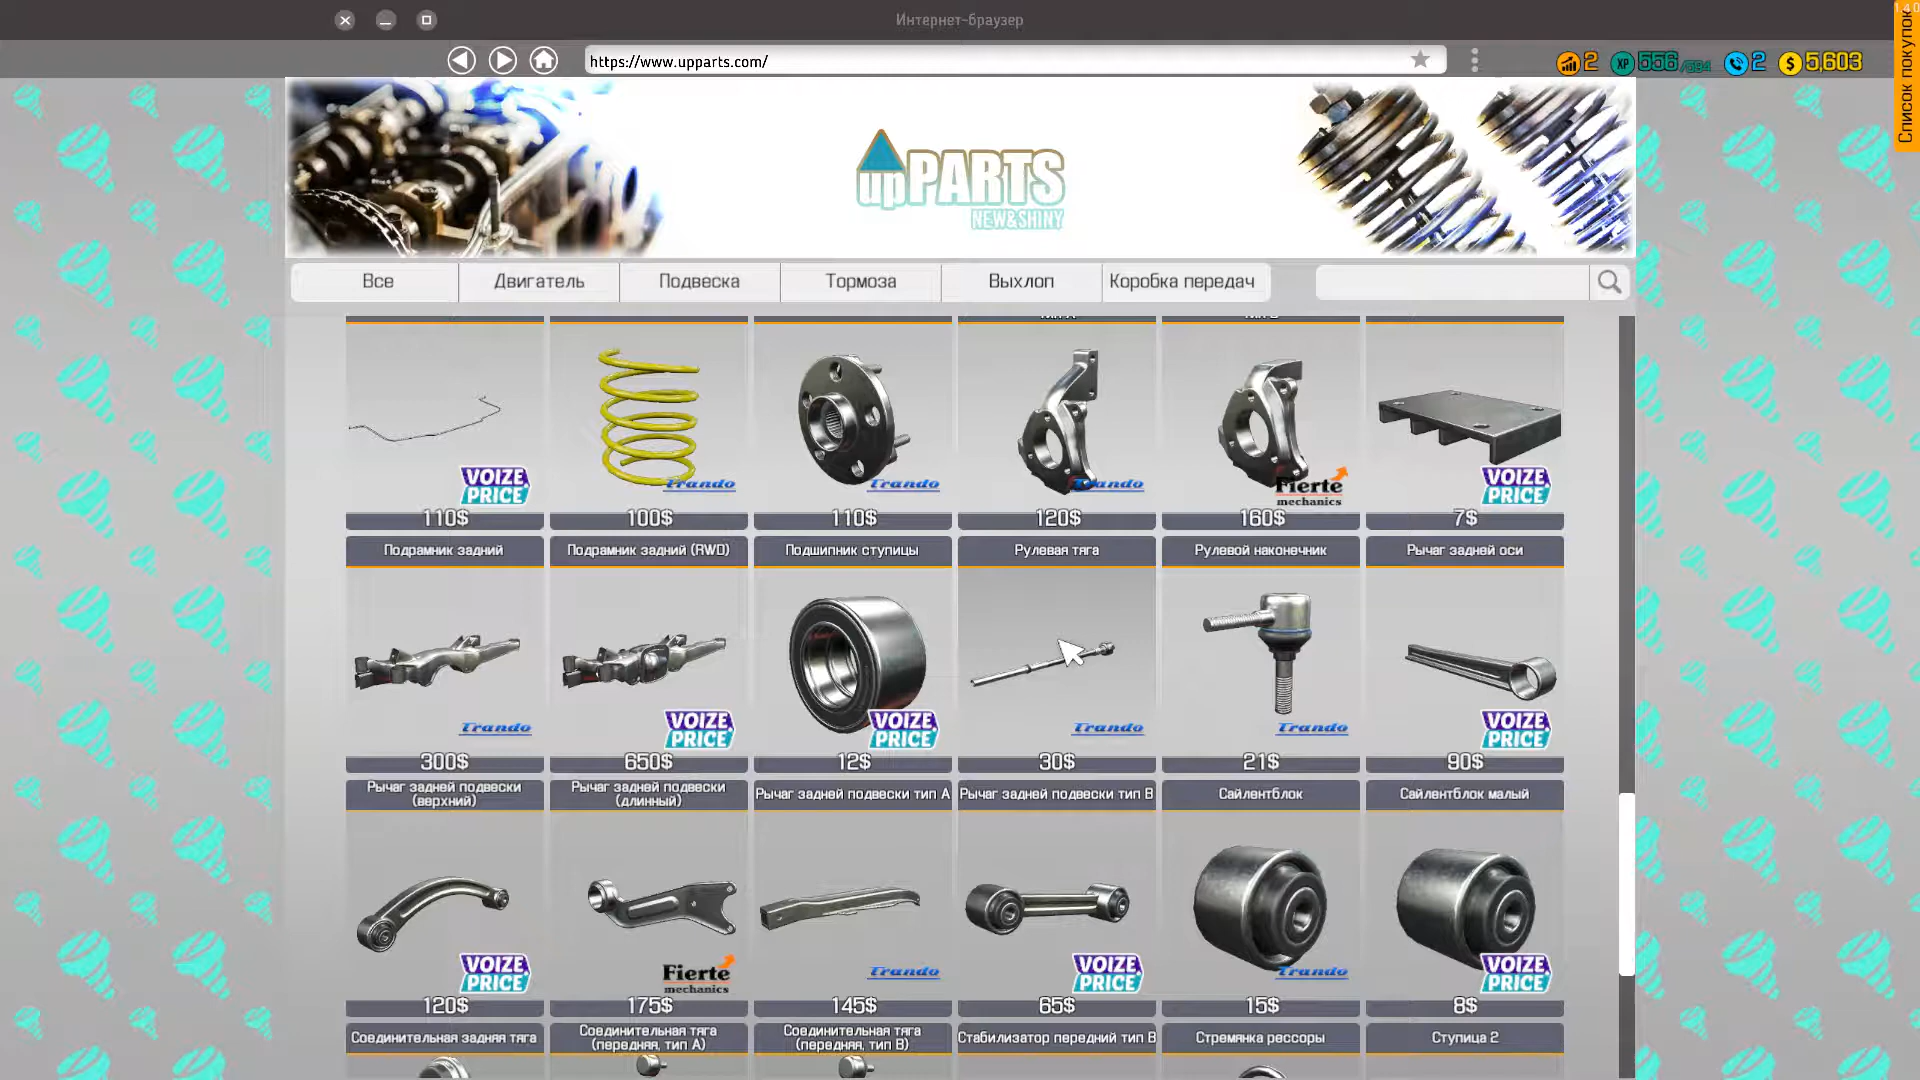 Интернет-браузер
1.4.0
Список покупок
https://www.upparts.com/
2
XP
556/594
2
$
5,603
upPARTS
NEW&SHINY
Все
Двигатель
Подвеска
Тормоза
Выхлоп
Коробка передач
VOIZE PRICE
Trando
Trando
Trando
Fierte mechanics
VOIZE PRICE
110$
100$
110$
120$
160$
7$
Подрамник задний
Подрамник задний (RWD)
Подшипник ступицы
Рулевая тяга
Рулевой наконечник
Рычаг задней оси
Trando
VOIZE PRICE
VOIZE PRICE
Trando
Trando
VOIZE PRICE
300$
650$
12$
30$
21$
90$
Рычаг задней подвески
(верхний)
Рычаг задней подвески
(длинный)
Рычаг задней подвески тип А
Рычаг задней подвески тип В
Сайлентблок
Сайлентблок малый
VOIZE PRICE
Fierte mechanics
Trando
VOIZE PRICE
Trando
VOIZE PRICE
120$
175$
145$
65$
15$
8$
Соединительная задняя тяга
Соединительная тяга
(передняя, тип А)
Соединительная тяга
(передняя, тип В)
Стабилизатор передний тип В
Стремянка рессоры
Ступица 2